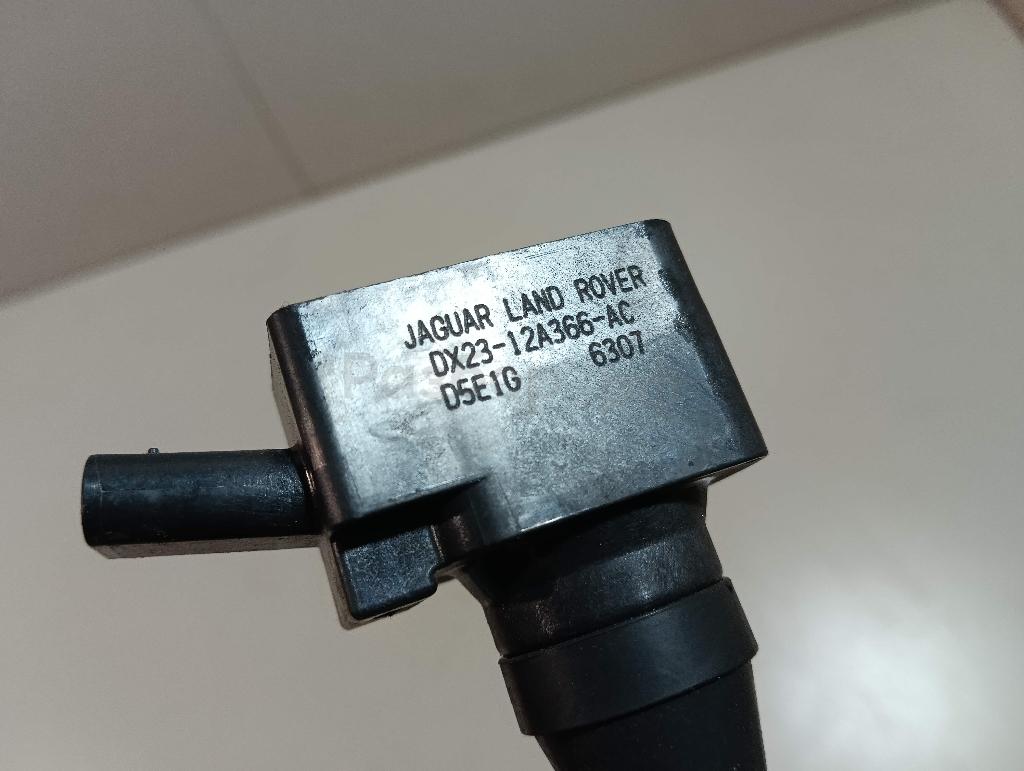 JAGUAR LAND ROVER
DX23-12A366-AC
D5E1G 6307